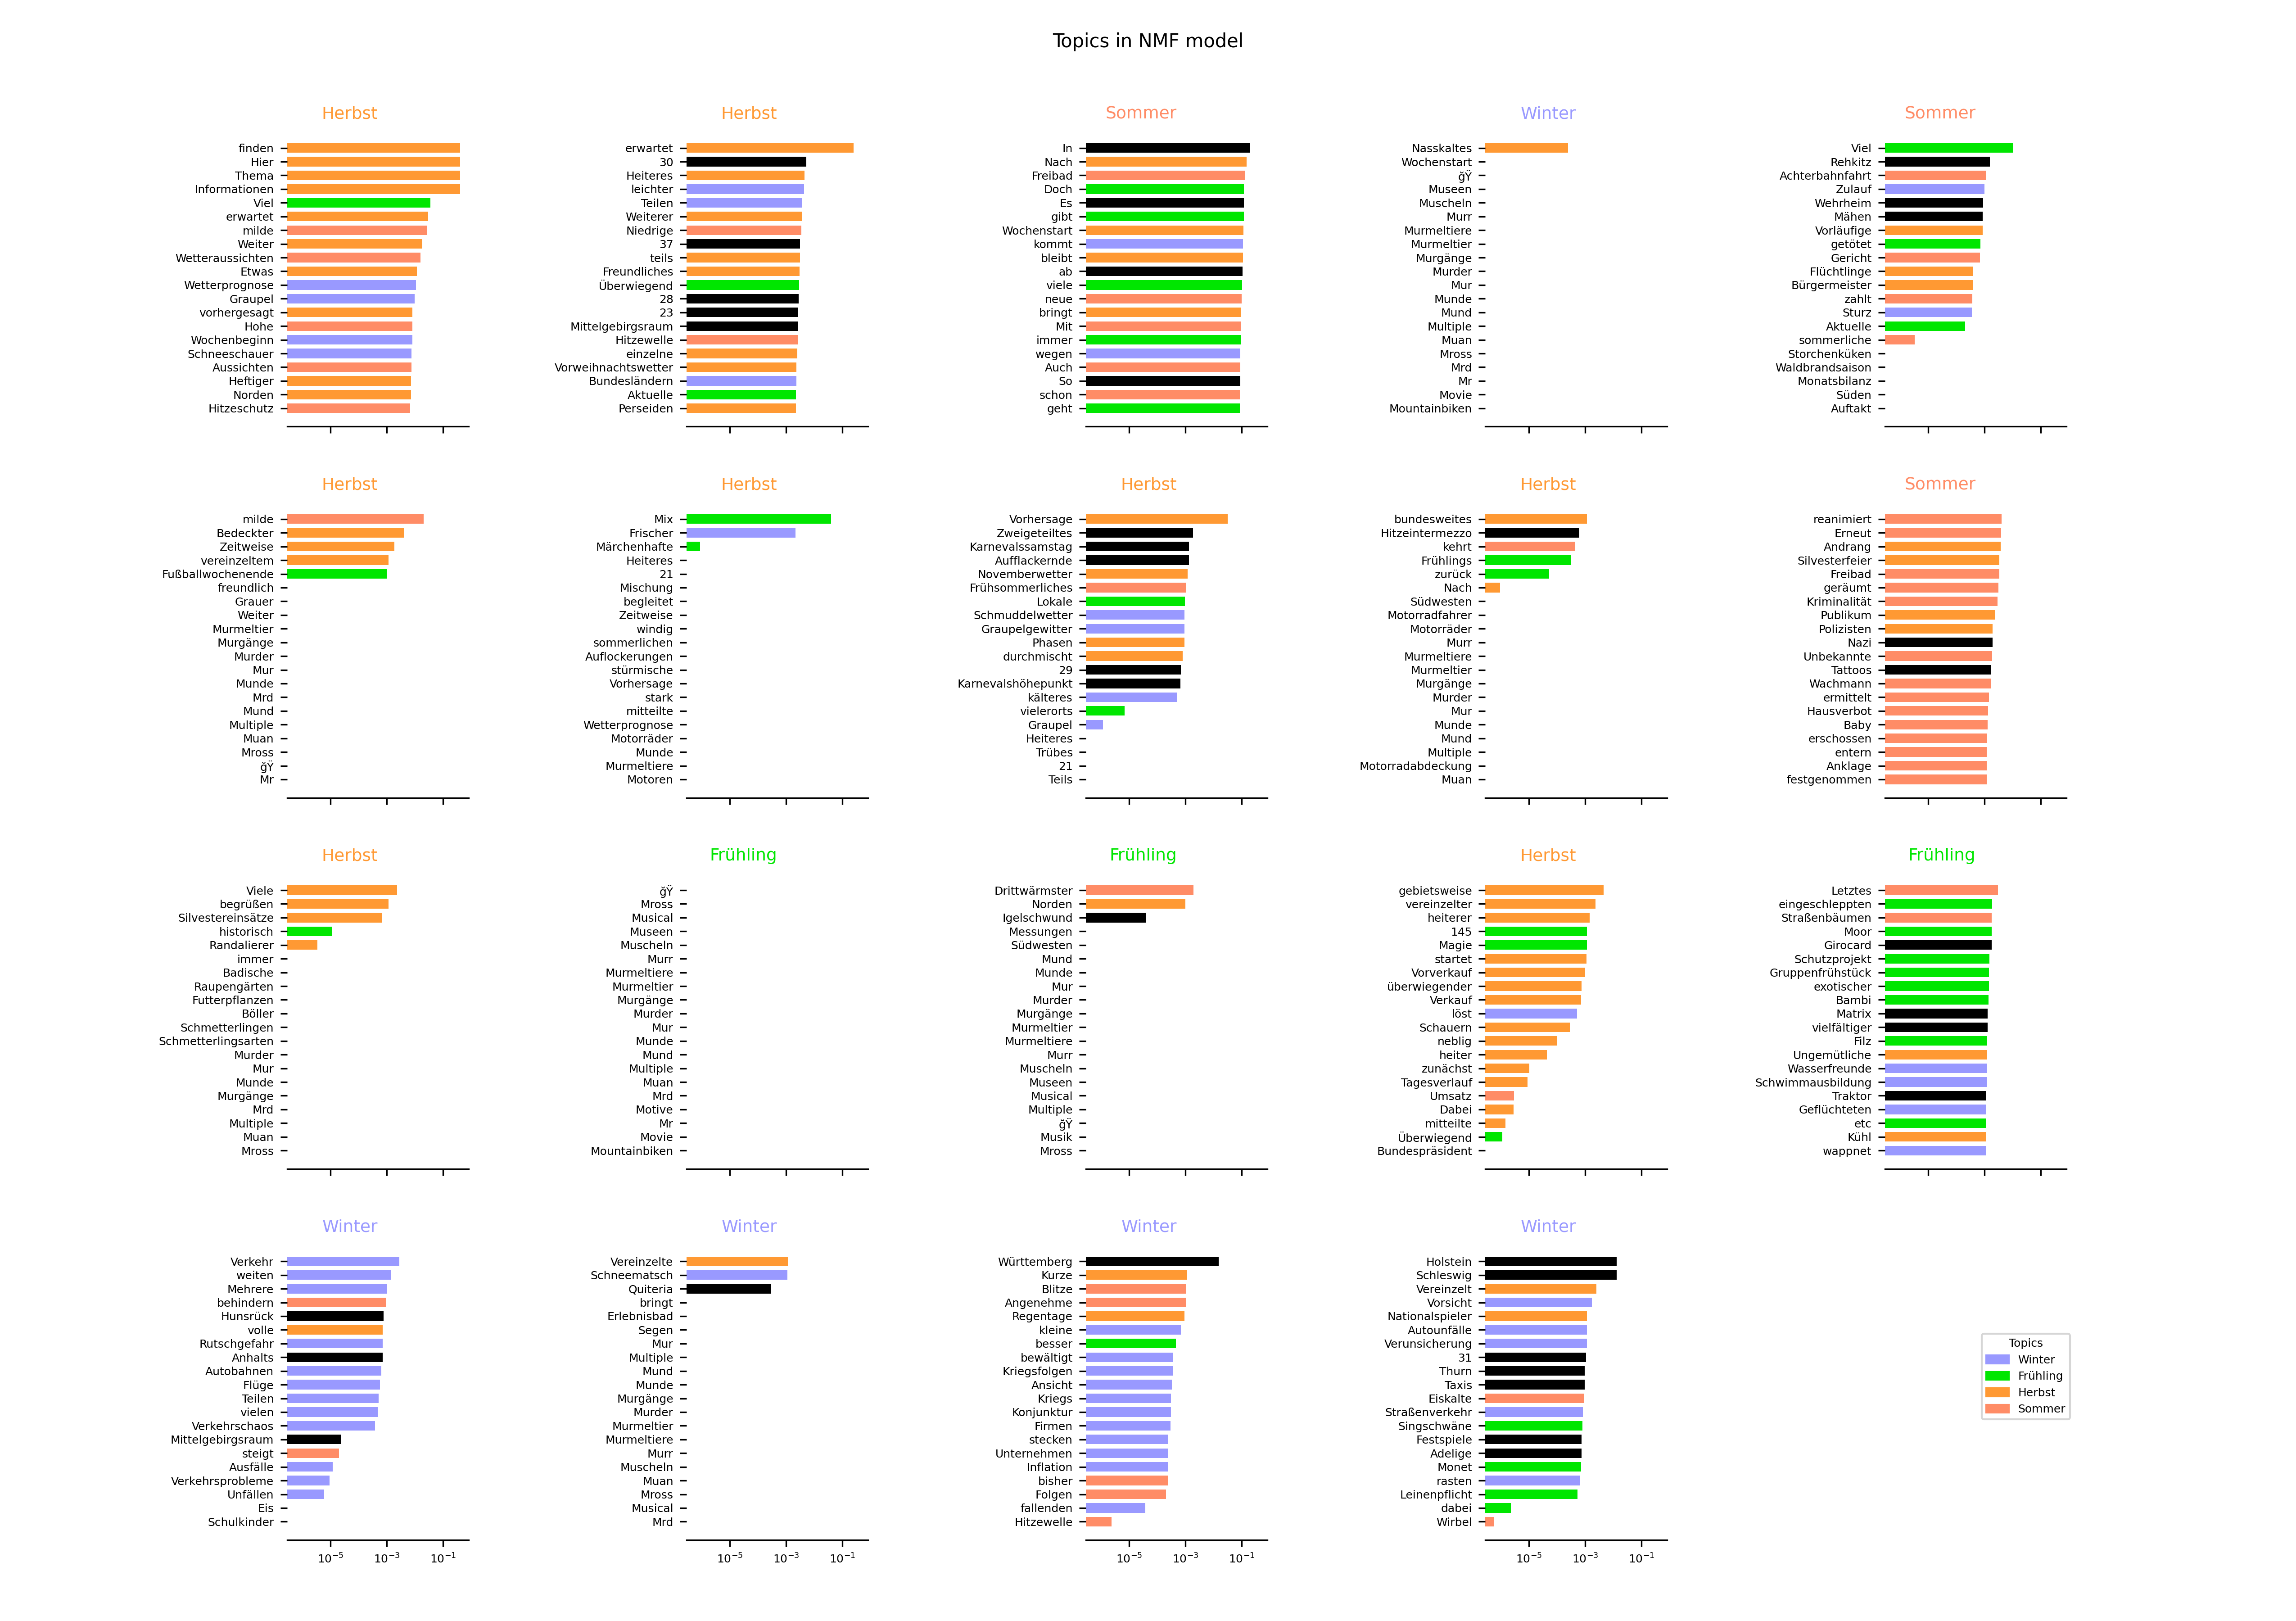 Topics in NMF model
Herbst
finden
Hier
Thema
Informationen
Viel
erwartet
milde
Weiter
Wetteraussichten
Etwas
Wetterprognose
Graupel
vorhergesagt
Hohe
Wochenbeginn
Schneeschauer
Aussichten
Heftiger
Norden
Hitzeschutz
Herbst
erwartet
30
Heiteres
leichter
Teilen
Weiterer
Niedrige
37
teils
Freundliches
Überwiegend
28
23
Mittelgebirgsraum
Hitzewelle
einzelne
Vorweihnachtswetter
Bundesländern
Aktuelle
Perseiden
Sommer
In
Nach
Freibad
Doch
Es
gibt
Wochenstart
kommt
bleibt
ab
viele
neue
bringt
Mit
immer
wegen
Auch
So
schon
geht
Winter
Nasskaltes
Wochenstart
ğŸ
Museen
Muscheln
Murr
Murmeltiere
Murmeltier
Murgänge
Murder
Mur
Munde
Mund
Multiple
Muan
Mross
Mrd
Mr
Movie
Mountainbiken
Sommer
Viel
Rehkitz
Achterbahnfahrt
Zulauf
Wehrheim
Mähen
Vorläufige
getötet
Gericht
Flüchtlinge
Bürgermeister
zahlt
Sturz
Aktuelle
sommerliche
Storchenküken
Waldbrandsaison
Monatsbilanz
Süden
Auftakt
Herbst
milde
Bedeckter
Zeitweise
vereinzeltem
Fußballwochenende
freundlich
Grauer
Weiter
Murmeltier
Murgänge
Murder
Mur
Munde
Mrd
Mund
Multiple
Muan
Mross
ğŸ
Mr
Herbst
Mix
Frischer
Märchenhafte
Heiteres
21
Mischung
begleitet
Zeitweise
windig
sommerlichen
Auflockerungen
stürmische
Vorhersage
stark
mitteilte
Wetterprognose
Motorräder
Munde
Murmeltiere
Motoren
Herbst
Vorhersage
Zweigeteiltes
Karnevalssamstag
Aufflackernde
Novemberwetter
Frühsommerliches
Lokale
Schmuddelwetter
Graupelgewitter
Phasen
durchmischt
29
Karnevalshöhepunkt
kälteres
vielerorts
Graupel
Heiteres
Trübes
21
Teils
Herbst
bundesweites
Hitzeintermezzo
kehrt
Frühlings
zurück
Nach
Südwesten
Motorradfahrer
Motorräder
Murr
Murmeltiere
Murmeltier
Murgänge
Murder
Mur
Munde
Mund
Multiple
Motorradabdeckung
Muan
Sommer
reanimiert
Erneut
Andrang
Silvesterfeier
Freibad
geräumt
Kriminalität
Publikum
Polizisten
Nazi
Unbekannte
Tattoos
Wachmann
ermittelt
Hausverbot
Baby
erschossen
entern
Anklage
festgenommen
Herbst
Viele
begrüßen
Silvestereinsätze
historisch
Randalierer
immer
Badische
Raupengärten
Futterpflanzen
Böller
Schmetterlingen
Schmetterlingsarten
Murder
Mur
Munde
Murgänge
Mrd
Multiple
Muan
Mross
Frühling
ğŸ
Mross
Musical
Museen
Muscheln
Murr
Murmeltiere
Murmeltier
Murgänge
Murder
Mur
Munde
Mund
Multiple
Muan
Mrd
Motive
Mr
Movie
Mountainbiken
Frühling
Drittwärmster
Norden
Igelschwund
Messungen
Südwesten
Mund
Munde
Mur
Murder
Murgänge
Murmeltier
Murmeltiere
Murr
Muscheln
Museen
Musical
Multiple
ğŸ
Musik
Mross
Herbst
gebietsweise
vereinzelter
heiterer
145
Magie
startet
Vorverkauf
überwiegender
Verkauf
löst
Schauern
neblig
heiter
zunächst
Tagesverlauf
Umsatz
Dabei
mitteilte
Überwiegend
Bundespräsident
Frühling
Letztes
eingeschleppten
Straßenbäumen
Moor
Girocard
Schutzprojekt
Gruppenfrühstück
exotischer
Bambi
Matrix
vielfältiger
Filz
Ungemütliche
Wasserfreunde
Schwimmausbildung
Traktor
Geflüchteten
etc
Kühl
wappnet
Winter
Verkehr
weiten
Mehrere
behindern
Hunsrück
volle
Rutschgefahr
Anhalts
Autobahnen
Flüge
Teilen
vielen
Verkehrschaos
Mittelgebirgsraum
steigt
Ausfälle
Verkehrsprobleme
Unfällen
Eis
Schulkinder
10⁻⁵ 10⁻³ 10⁻¹
Winter
Vereinzelte
Schneematsch
Quiteria
bringt
Erlebnisbad
Segen
Mur
Multiple
Mund
Munde
Murgänge
Murder
Murmeltier
Murmeltiere
Murr
Muscheln
Muan
Mross
Musical
Mrd
10⁻⁵ 10⁻³ 10⁻¹
Winter
Württemberg
Kurze
Blitze
Angenehme
Regentage
kleine
besser
bewältigt
Kriegsfolgen
Ansicht
Kriegs
Konjunktur
Firmen
stecken
Unternehmen
Inflation
bisher
Folgen
fallenden
Hitzewelle
10⁻⁵ 10⁻³ 10⁻¹
Winter
Holstein
Schleswig
Vereinzelt
Vorsicht
Nationalspieler
Autounfälle
Verunsicherung
31
Thurn
Taxis
Eiskalte
Straßenverkehr
Singschwäne
Festspiele
Adelige
Monet
rasten
Leinenpflicht
dabei
Wirbel
10⁻⁵ 10⁻³ 10⁻¹
Topics
Winter
Frühling
Herbst
Sommer